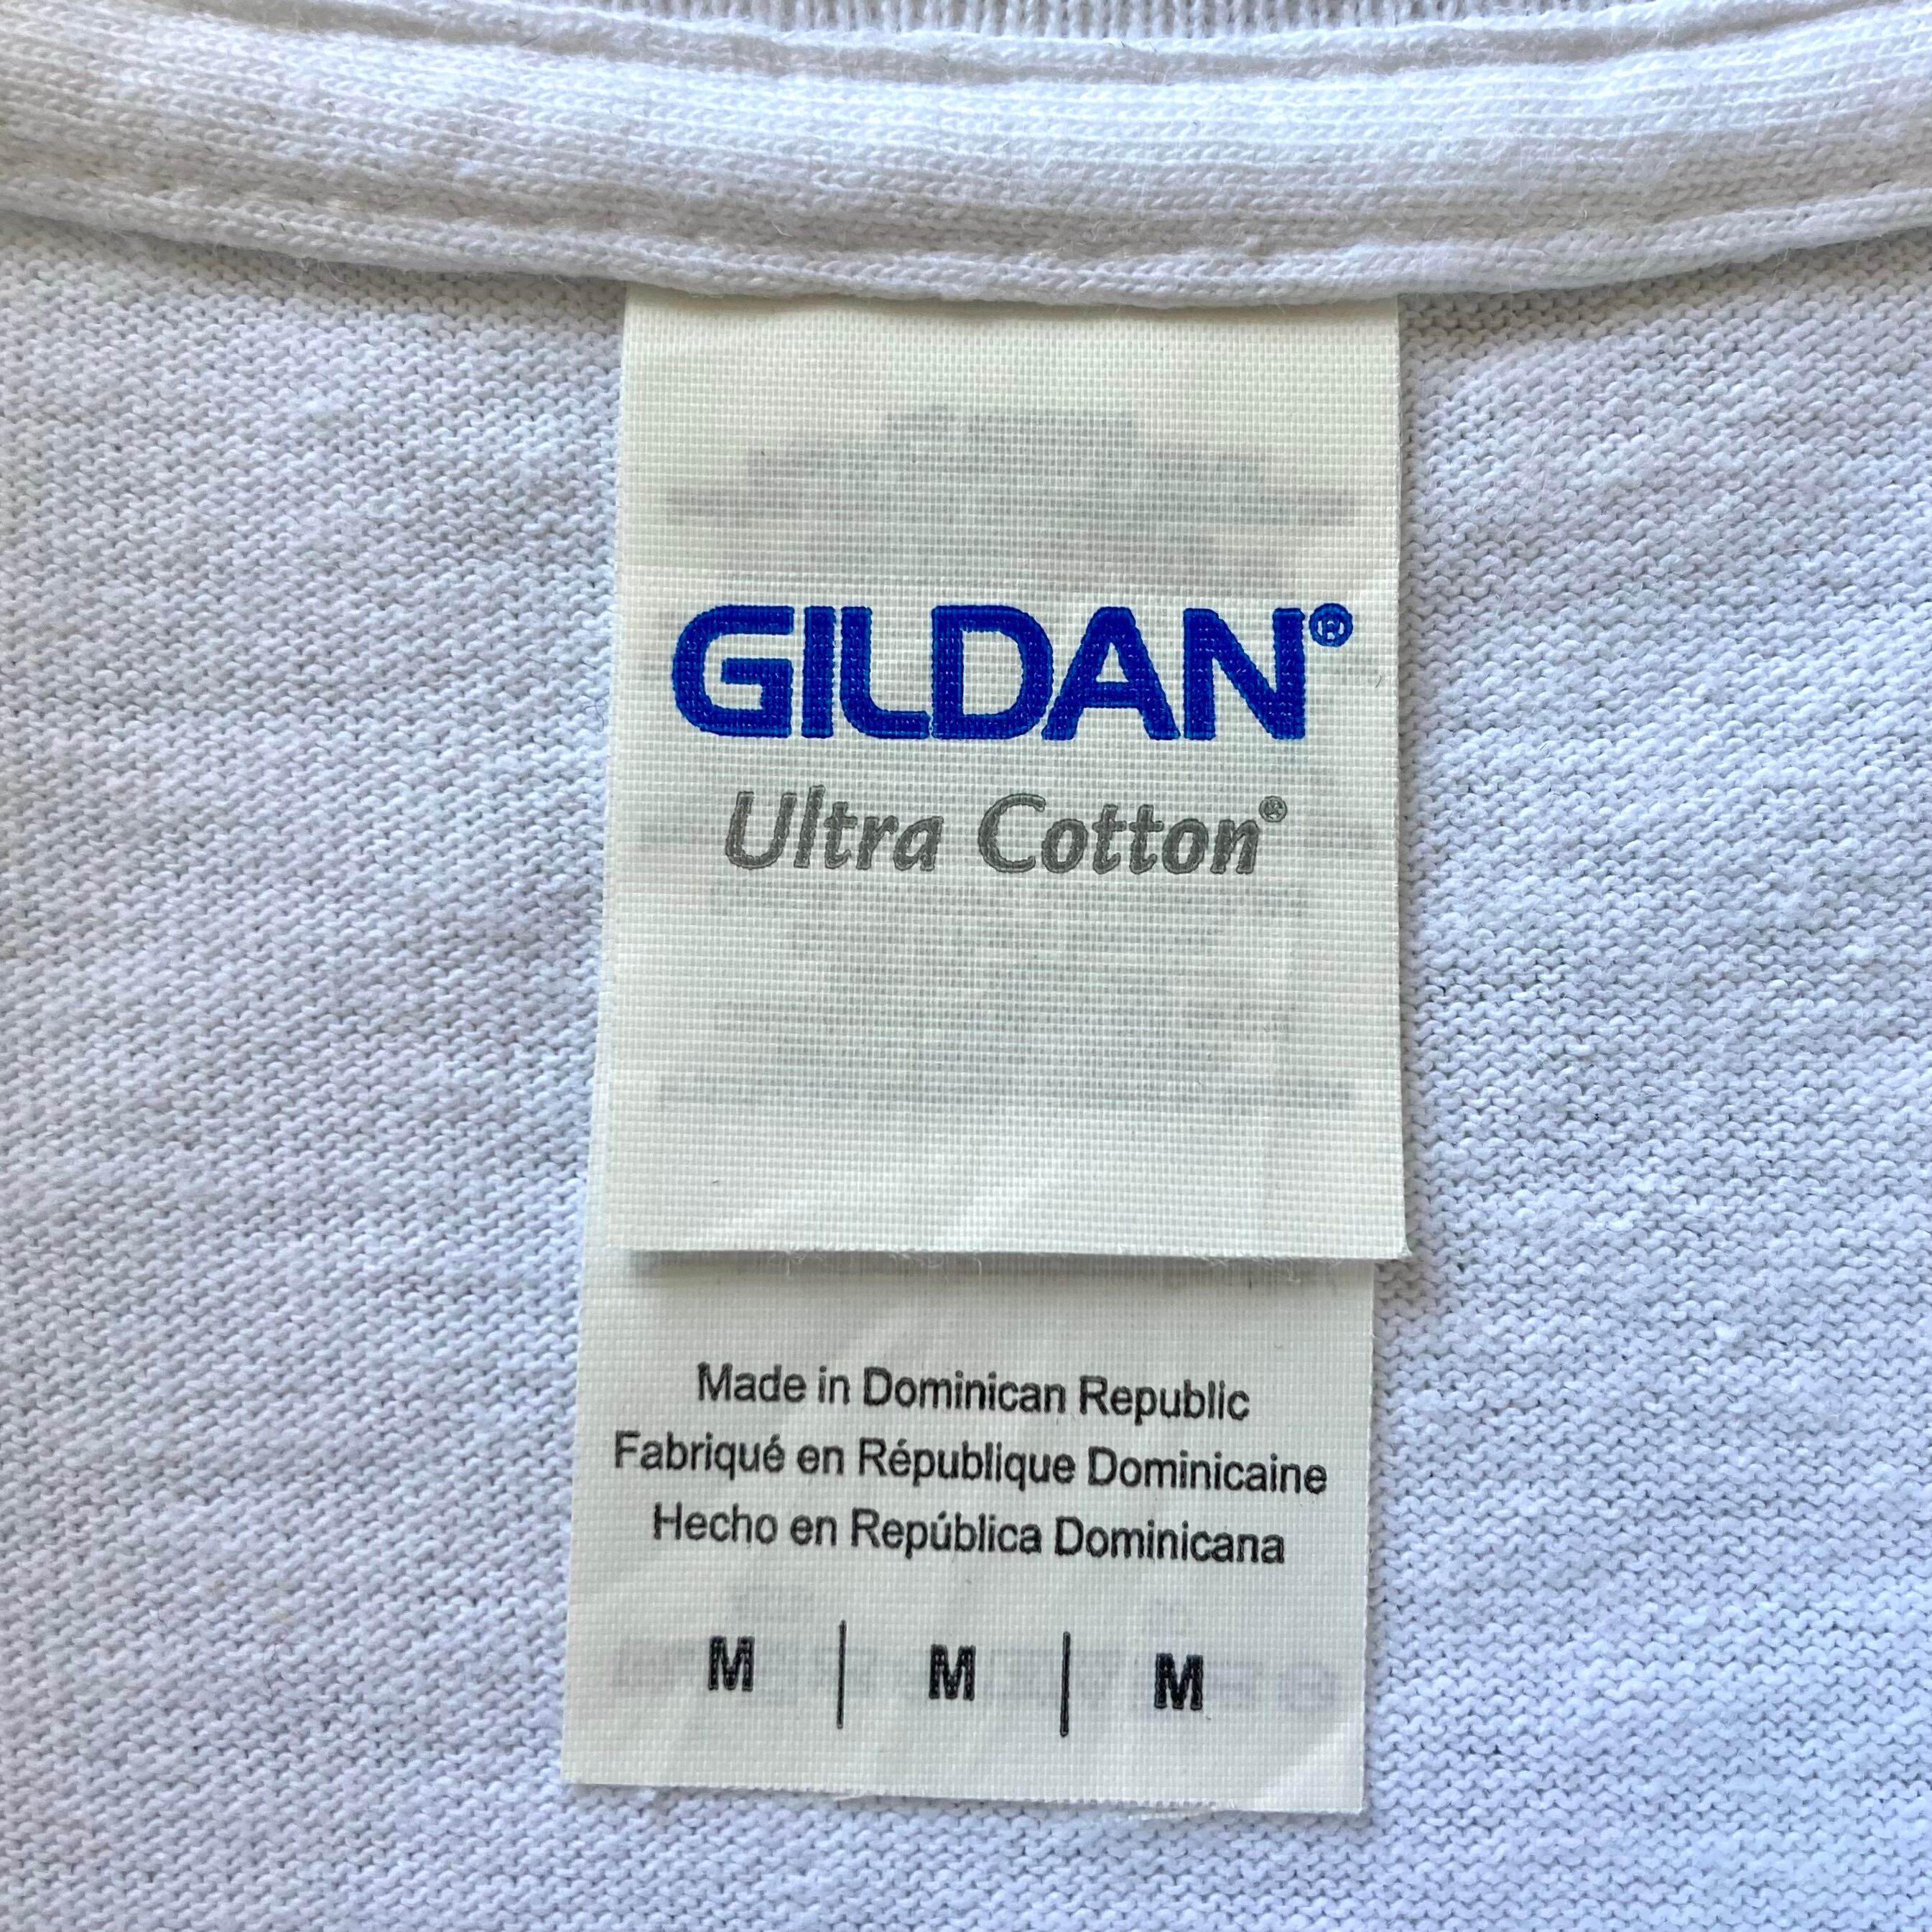 GILDAN®
Ultra Cotton®
Made in Dominican Republic
Fabriqué en République Dominicaine
Hecho en República Dominicana
M | M | M